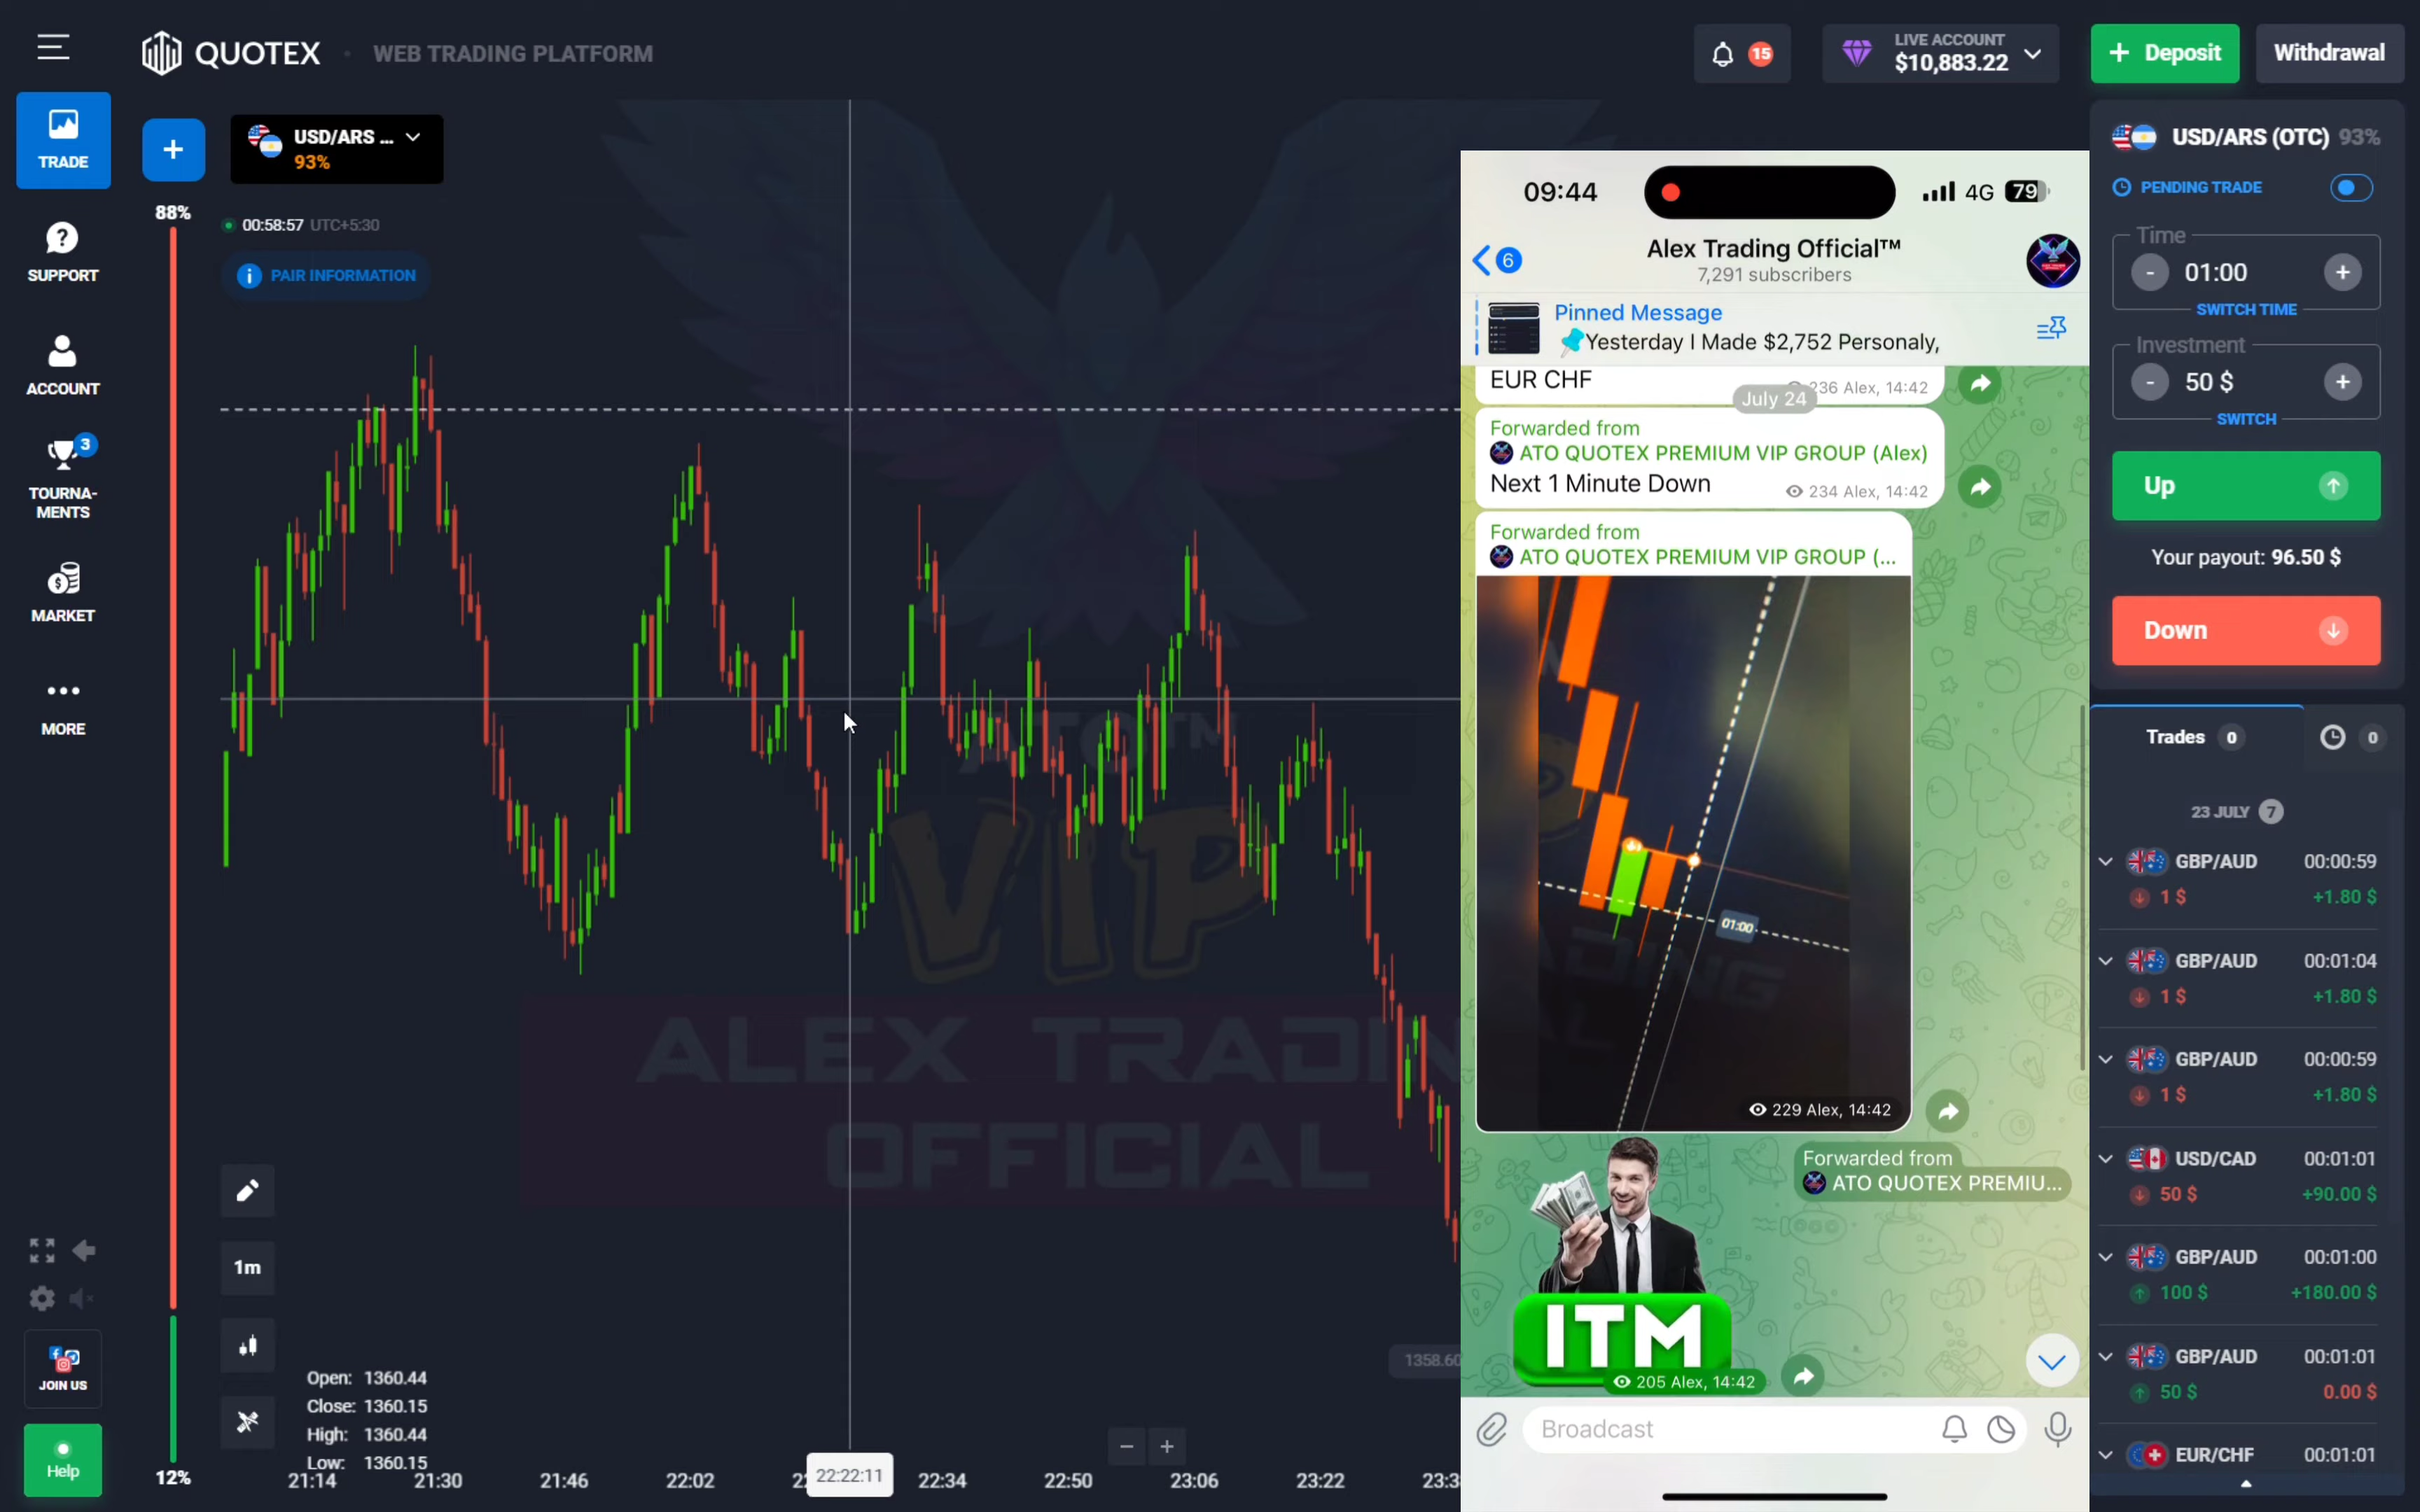 QUOTEX
WEB TRADING PLATFORM
15
LIVE ACCOUNT
$10,883.22
Deposit
Withdrawal
TRADE
SUPPORT
ACCOUNT
3
TOURNA-
MENTS
MARKET
MORE
JOIN US
Help
USD/ARS ...
93%
88%
00:58:57 UTC+5:30
PAIR INFORMATION
ATO™
VIP
ALEX TRADIN
OFFICIAL
1m
Open: 1360.44
Close: 1360.15
High: 1360.44
Low: 1360.15
12%
21:14
21:30
21:46
22:02
22:22:11
22:34
22:50
23:06
23:22
23:3
1358.60
09:44
4G 79
6
Alex Trading Official™
7,291 subscribers
Pinned Message
📌Yesterday I Made $2,752 Personaly,
EUR CHF
236 Alex, 14:42
July 24
Forwarded from
ATO QUOTEX PREMIUM VIP GROUP (Alex)
Next 1 Minute Down
234 Alex, 14:42
Forwarded from
ATO QUOTEX PREMIUM VIP GROUP (...
01:00
229 Alex, 14:42
Forwarded from
ATO QUOTEX PREMIU...
ITM
205 Alex, 14:42
Broadcast
USD/ARS (OTC) 93%
PENDING TRADE
Time
- 01:00 +
SWITCH TIME
Investment
- 50 $ +
SWITCH
Up
Your payout: 96.50 $
Down
Trades 0
0
23 JULY 7
GBP/AUD 00:00:59
1 $ +1.80 $
GBP/AUD 00:01:04
1 $ +1.80 $
GBP/AUD 00:00:59
1 $ +1.80 $
USD/CAD 00:01:01
50 $ +90.00 $
GBP/AUD 00:01:00
100 $ +180.00 $
GBP/AUD 00:01:01
50 $ 0.00 $
EUR/CHF 00:01:01